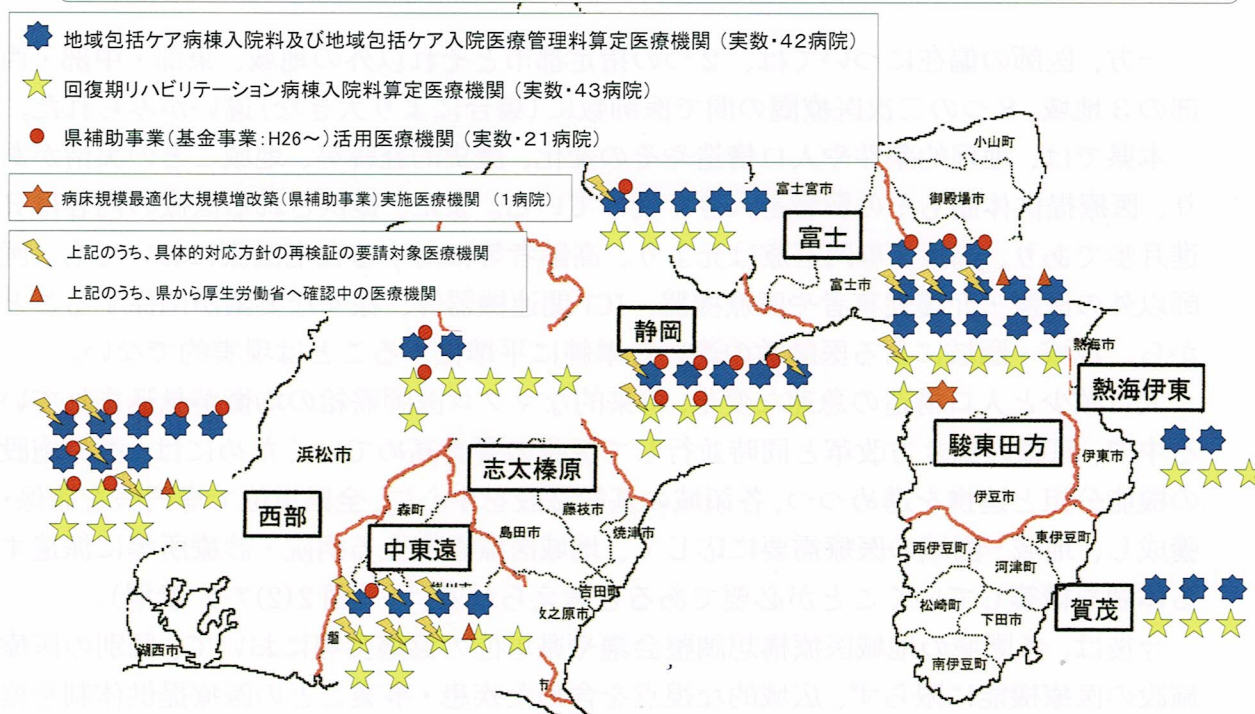 地域包括ケア病棟入院料及び地域包括ケア入院医療管理料算定医療機関（実数・42病院）
回復期リハビリテーション病棟入院料算定医療機関（実数・43病院）
県補助事業（基金事業：H26～）活用医療機関（実数・21病院）
病床規模最適化大規模増改築（県補助事業）実施医療機関 （1病院）
上記のうち、具体的対応方針の再検証の要請対象医療機関
上記のうち、県から厚生労働省へ確認中の医療機関
小山町
御殿場市
富士宮市
富士
富士市
静岡
熱海市
熱海伊東
駿東田方
伊東市
伊豆市
浜松市
志太榛原
西部
森町
藤枝市
島田市
焼津市
中東遠
吉田町
湖西市
西伊豆町
東伊豆町
河津町
松崎町
下田市
南伊豆町
賀茂